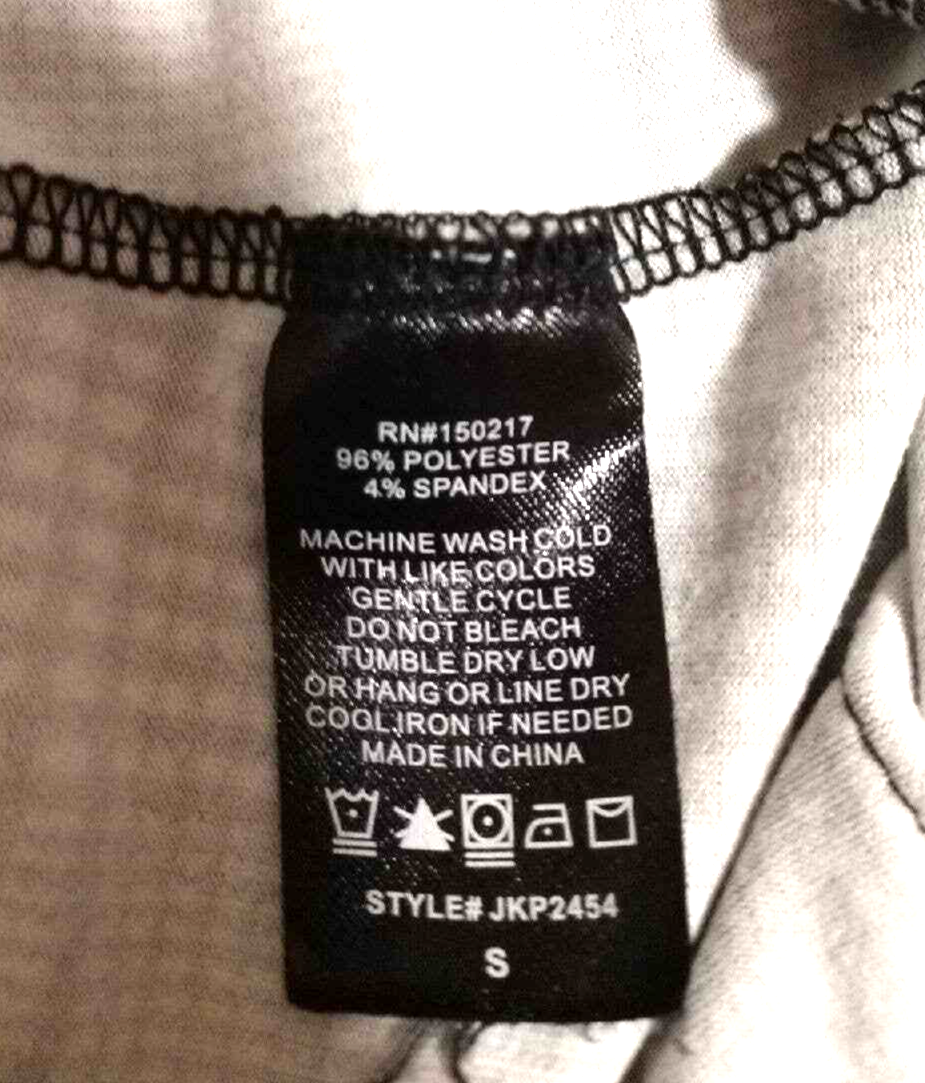 RN#150217
96% POLYESTER
4% SPANDEX
MACHINE WASH COLD
WITH LIKE COLORS
GENTLE CYCLE
DO NOT BLEACH
TUMBLE DRY LOW
OR HANG OR LINE DRY
COOL IRON IF NEEDED
MADE IN CHINA
STYLE# JKP2454
S